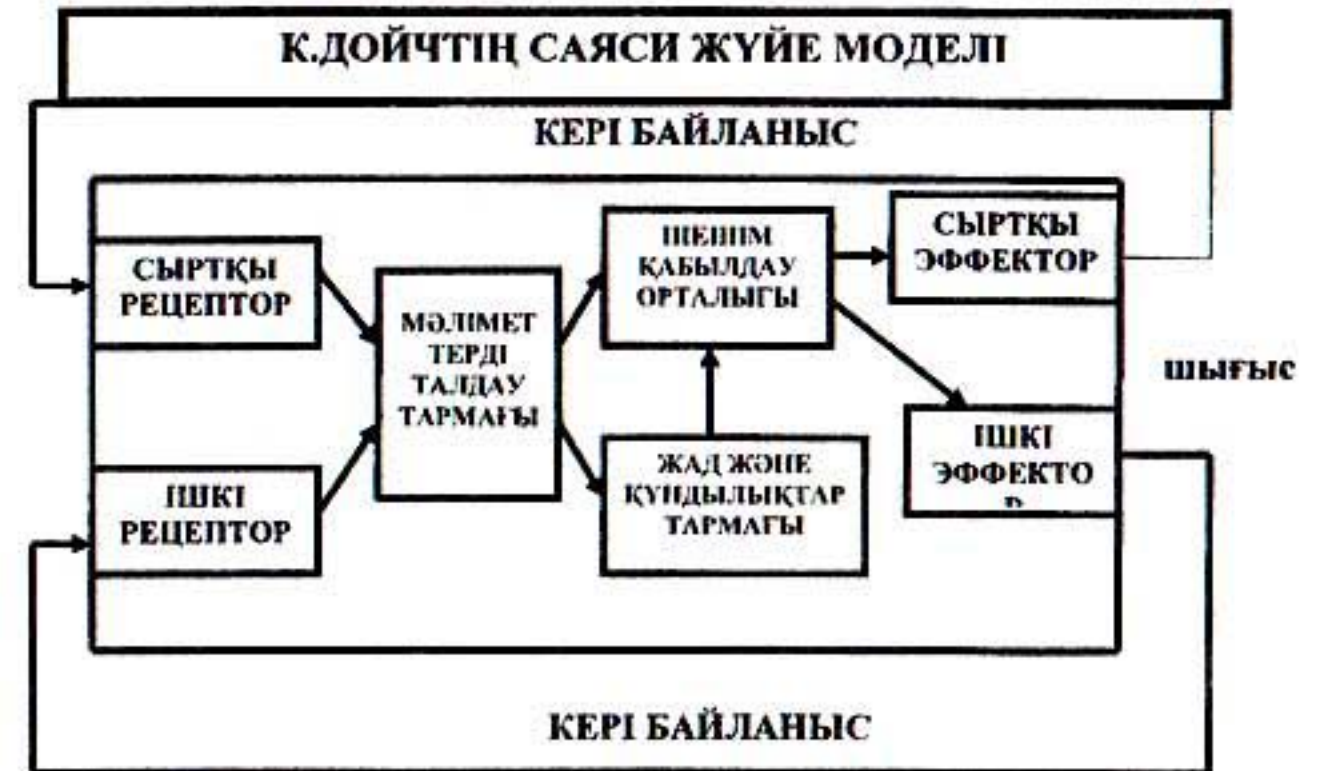 К.ДОЙЧТІҢ САЯСИ ЖҮЙЕ МОДЕЛІ
КЕРІ БАЙЛАНЫС
СЫРТҚЫ
РЕЦЕПТОР
ІШКІ
РЕЦЕПТОР
МӘЛІМЕТ
ТЕРДІ
ТАЛДАУ
ТАРМАҒЫ
ШЕШІМ
ҚАБЫЛДАУ
ОРТАЛЫҒЫ
ЖАД ЖӘНЕ
ҚҰНДЫЛЫҚТАР
ТАРМАҒЫ
СЫРТҚЫ
ЭФФЕКТОР
ІШКІ
ЭФФЕКТО
Р
шығыс
КЕРІ БАЙЛАНЫС